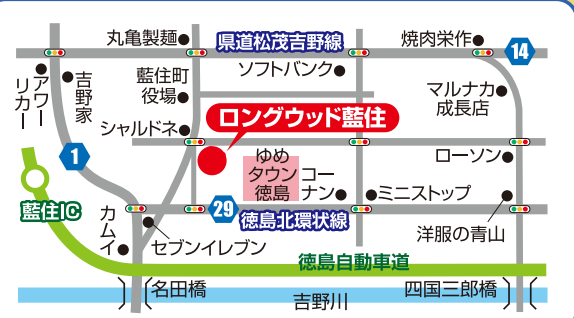 丸亀製麺
県道松茂吉野線
焼肉栄作
14
アワー
リカー
吉野家
藍住町
役場
ソフトバンク
マルナカ
成長店
シャルドネ
ロングウッド藍住
1
ゆめ
タウン
徳島
コー
ナン
ローソン
藍住IC
カムイ
29
徳島北環状線
ミニストップ
セブンイレブン
洋服の青山
徳島自動車道
名田橋
吉野川
四国三郎橋